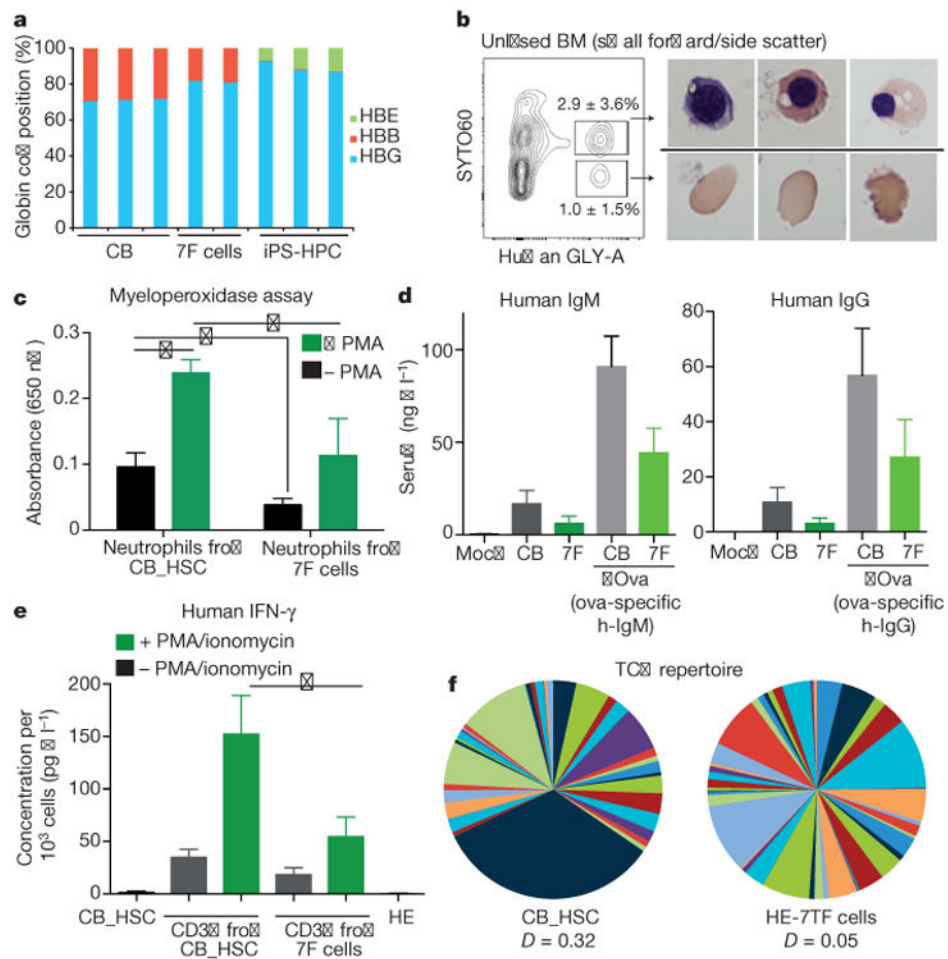 a
Globin co☒position (%)
100
80
60
40
20
0
HBE
HBB
HBG
CB
7F cells
iPS-HPC
b
Unl☒sed BM (s☒all for☒ard/side scatter)
SYTO60
2.9 ± 3.6%
1.0 ± 1.5%
Hu☒an GLY-A
c
Myeloperoxidase assay
Absorbance (650 n☒)
0.3
0.2
0.1
0
☒
☒
☒
☒ PMA
– PMA
Neutrophils fro☒
CB_HSC
Neutrophils fro☒
7F cells
d
Human IgM
Seru☒ (ng ☒l⁻¹)
100
50
0
Moc☒
CB
7F
CB
7F
☒Ova
(ova-specific
h-IgM)
Human IgG
80
60
40
20
0
Moc☒
CB
7F
CB
7F
☒Ova
(ova-specific
h-IgG)
e
Human IFN-γ
+ PMA/ionomycin
– PMA/ionomycin
Concentration per
10³ cells (pg ☒l⁻¹)
200
150
100
50
0
☒
CB_HSC
CD3☒ fro☒
CB_HSC
CD3☒ fro☒
7F cells
HE
f
TC☒ repertoire
CB_HSC
D = 0.32
HE-7TF cells
D = 0.05